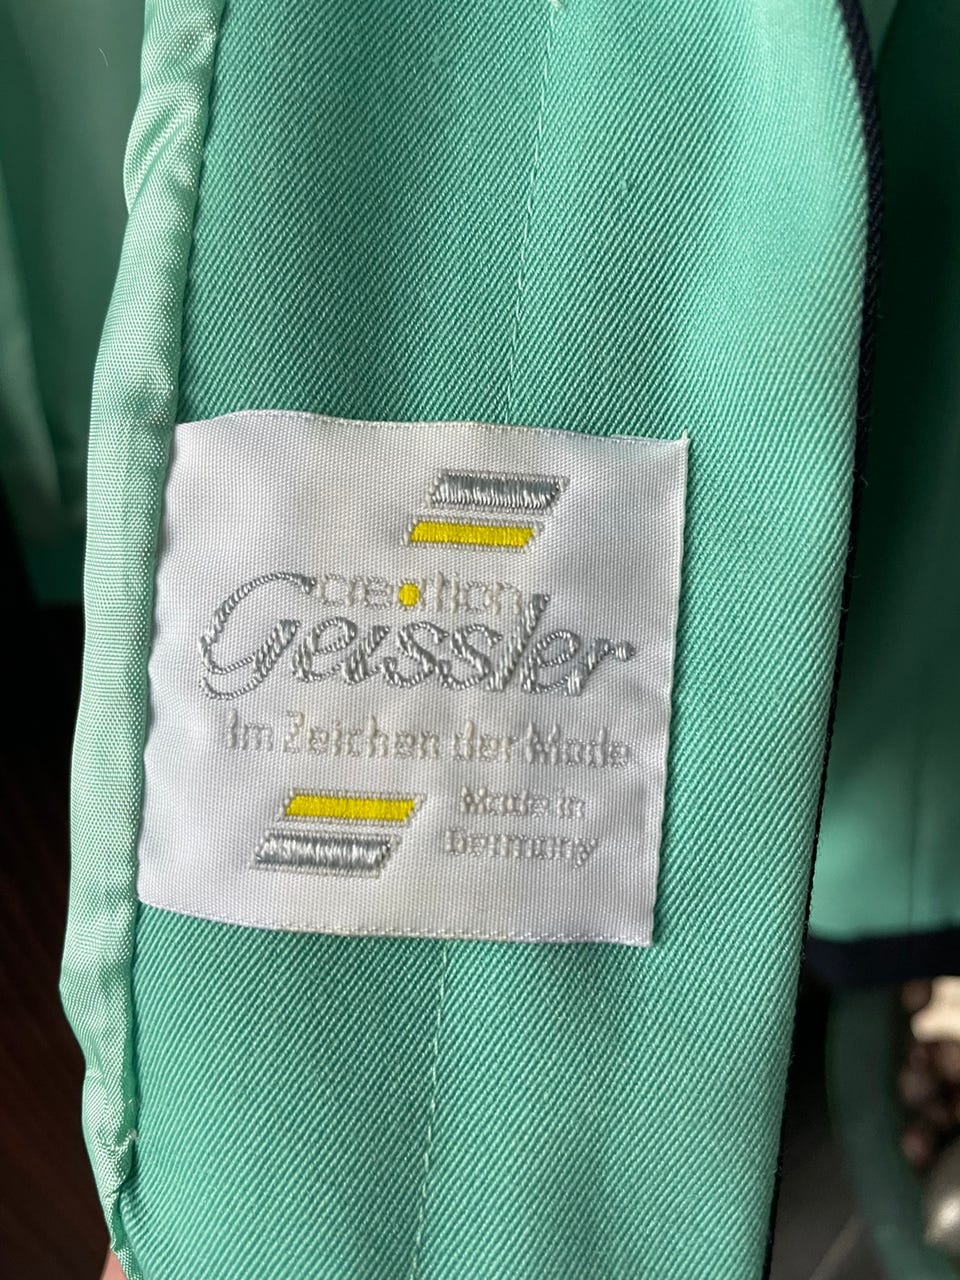 creation
Geissler
Im Zeichen der Mode
Made in
Germany